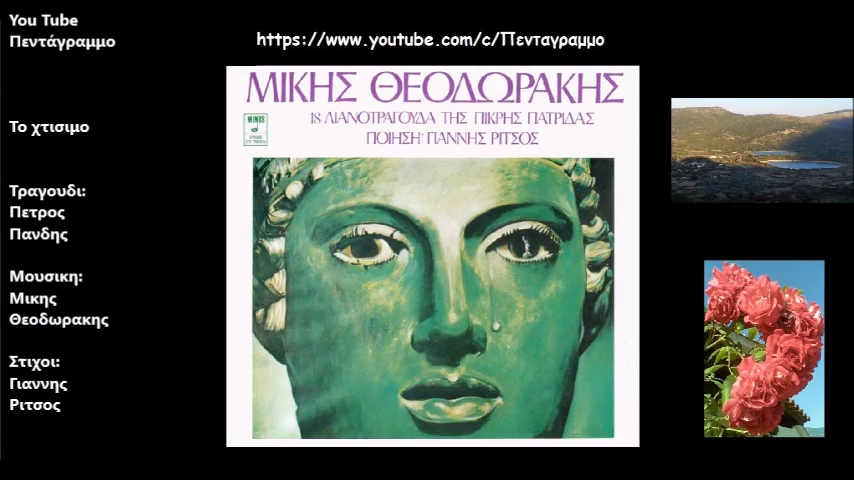 You Tube
Πεντάγραμμο
https://www.youtube.com/c/Πενταγραμμο
Το χτισιμο
Τραγουδι:
Πετρος
Πανδης
Μουσικη:
Μικης
Θεοδωρακης
Στιχοι:
Γιαννης
Ριτσος
ΜΙΚΗΣ ΘΕΟΔΩΡΑΚΗΣ
18 ΛΙΑΝΟΤΡΑΓΟΥΔΑ ΤΗΣ ΠΙΚΡΗΣ ΠΑΤΡΙΔΑΣ
ΠΟΙΗΣΗ: ΓΙΑΝΝΗΣ ΡΙΤΣΟΣ
MINOS